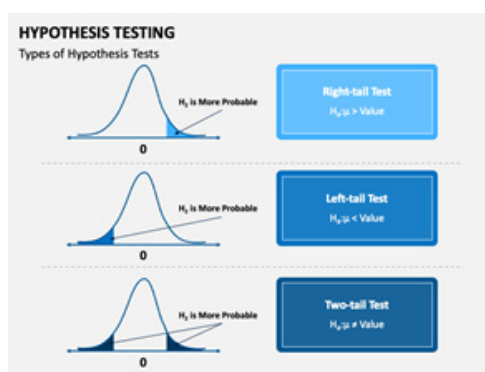 HYPOTHESIS TESTING
Types of Hypothesis Tests
H₁ is More Probable
0
Right-tail Test
Hₐ:μ > Value
H₁ is More Probable
0
Left-tail Test
Hₐ:μ < Value
H₁ is More Probable
0
Two-tail Test
Hₐ:μ ≠ Value